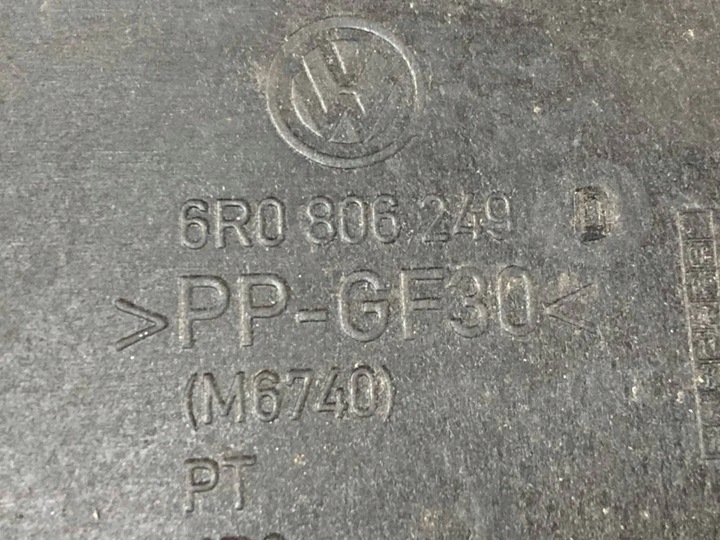 6R0 806 249 D
>PP-GF30<
(M6740)
PT